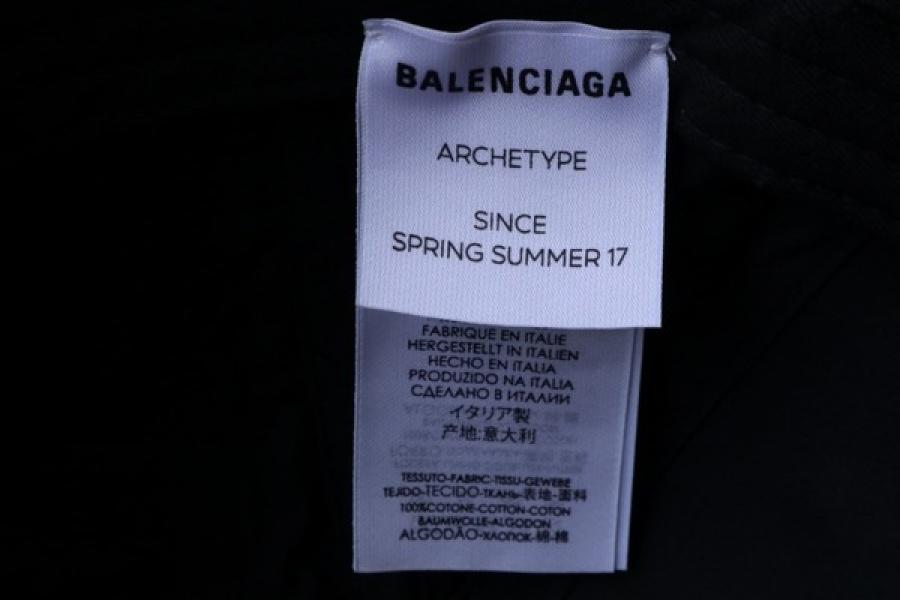 BALENCIAGA
ARCHETYPE
SINCE
SPRING SUMMER 17
FABRIQUE EN ITALIE
HERGESTELLT IN ITALIEN
HECHO EN ITALIA
PRODUZIDO NA ITALIA
СДЕЛАНО В ИТАЛИИ
イタリア製
产地:意大利
TESSUTO-FABRIC-TISSU-GEWEBE
TEJIDO-TECIDO-ТКАНЬ-表地-面料
100%COTONE-COTTON-COTON
BAUMWOLLE-ALGODON
ALGODÃO-ХЛОПОК-綿-棉